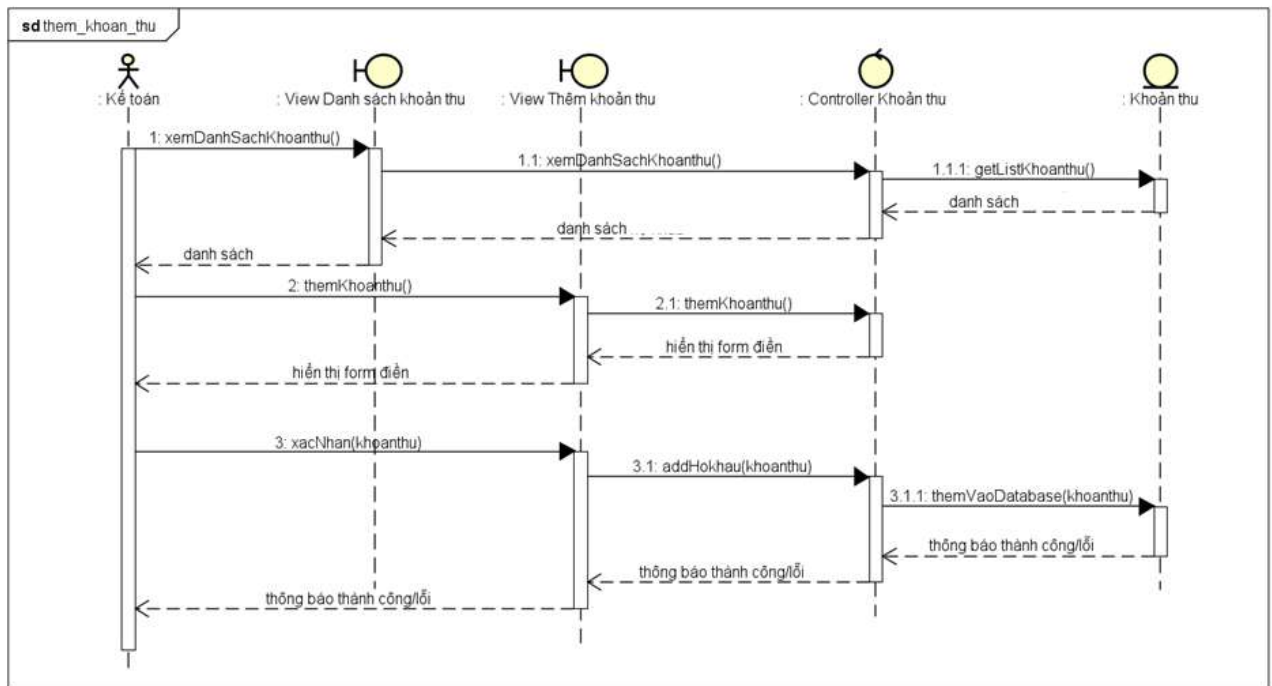 sd them_khoan_thu
: Kế toán
: View Danh sách khoản thu
: View Thêm khoản thu
: Controller Khoản thu
: Khoản thu
1: xemDanhSachKhoanthu()
1.1: xemDanhSachKhoanthu()
1.1.1: getListKhoanthu()
danh sách
danh sách
danh sách
2: themKhoanthu()
2.1: themKhoanthu()
hiển thị form điền
hiển thị form điền
3: xacNhan(khoanthu)
3.1: addHokhau(khoanthu)
3.1.1: themVaoDatabase(khoanthu)
thông báo thành công/lỗi
thông báo thành công/lỗi
thông báo thành công/lỗi